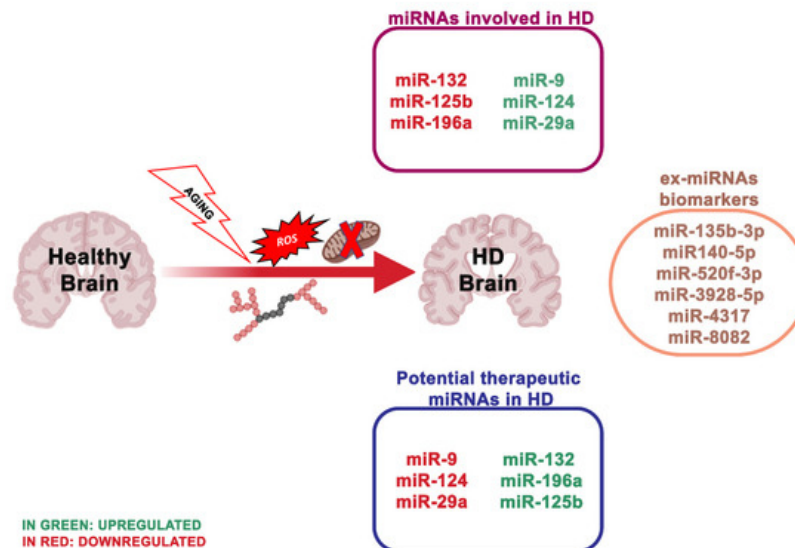 miRNAs involved in HD
miR-132 miR-9
miR-125b miR-124
miR-196a miR-29a
AGING
ROS
Healthy
Brain
HD
Brain
ex-miRNAs
biomarkers
miR-135b-3p
miR140-5p
miR-520f-3p
miR-3928-5p
miR-4317
miR-8082
Potential therapeutic
miRNAs in HD
miR-9 miR-132
miR-124 miR-196a
miR-29a miR-125b
IN GREEN: UPREGULATED
IN RED: DOWNREGULATED